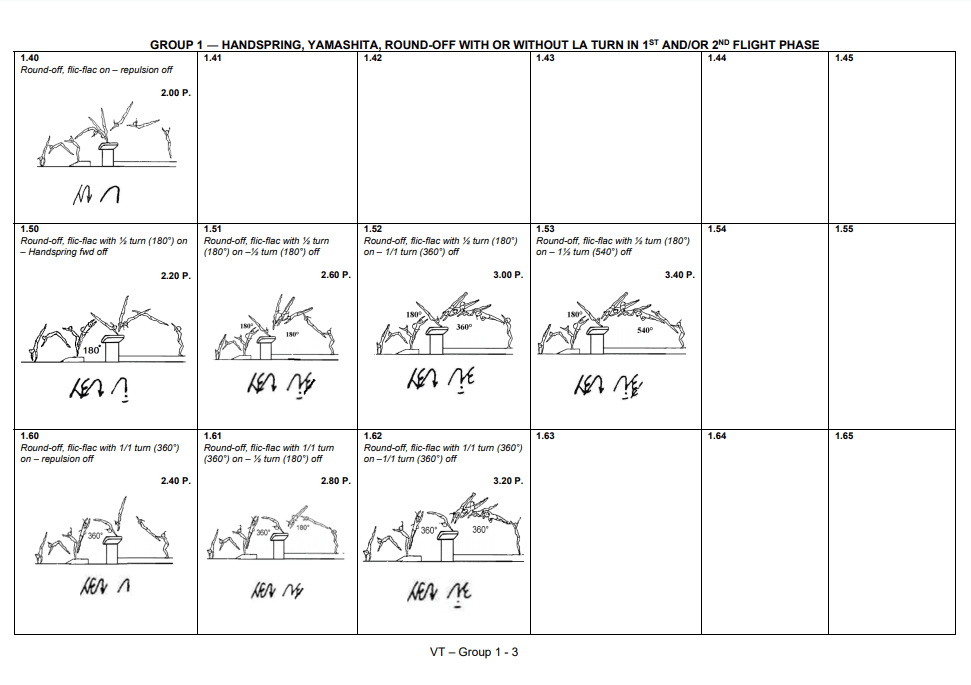 GROUP 1 — HANDSPRING, YAMASHITA, ROUND-OFF WITH OR WITHOUT LA TURN IN 1ST AND/OR 2ND FLIGHT PHASE
1.40
Round-off, flic-flac on – repulsion off
2.00 P.
1.41
1.42
1.43
1.44
1.45
1.50
Round-off, flic-flac with ½ turn (180°) on
– Handspring fwd off
2.20 P.
180°
1.51
Round-off, flic-flac with ½ turn
(180°) on –½ turn (180°) off
2.60 P.
180°
180°
1.52
Round-off, flic-flac with ½ turn (180°)
on – 1/1 turn (360°) off
3.00 P.
180°
360°
1.53
Round-off, flic-flac with ½ turn (180°)
on – 1½ turn (540°) off
3.40 P.
180°
540°
1.54
1.55
1.60
Round-off, flic-flac with 1/1 turn (360°)
on – repulsion off
2.40 P.
360°
1.61
Round-off, flic-flac with 1/1 turn
(360°) on – ½ turn (180°) off
2.80 P.
360°
180°
1.62
Round-off, flic-flac with 1/1 turn (360°)
on –1/1 turn (360°) off
3.20 P.
360°
360°
1.63
1.64
1.65
VT – Group 1 - 3